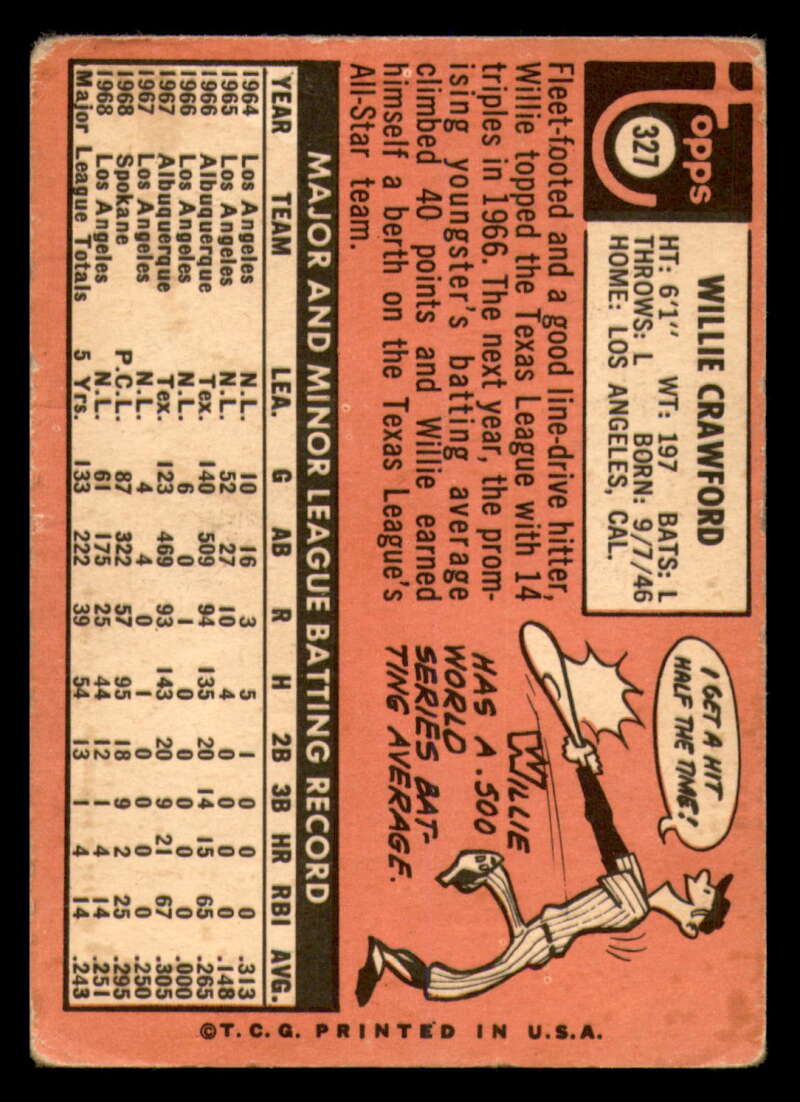 Topps
327
WILLIE CRAWFORD
HT: 6'1" WT: 197 BATS: L
THROWS: L BORN: 9/7/46
HOME: LOS ANGELES, CAL.
Fleet-footed and a good line-drive hitter,
Willie topped the Texas League with 14
triples in 1966. The next year, the prom-
ising youngster's batting average
climbed 40 points and Willie earned
himself a berth on the Texas League's
All-Star team.
I GET A HIT
HALF THE TIME!
WILLIE
HAS A .500
WORLD
SERIES BAT-
TING AVERAGE.
MAJOR AND MINOR LEAGUE BATTING RECORD
YEAR TEAM LEA. G AB R H 2B 3B HR RBI AVG.
1964 Los Angeles N.L. 10 16 3 5 1 0 0 0 .313
1965 Los Angeles N.L. 52 27 10 4 0 0 0 0 .148
1966 Albuquerque Tex. 140 509 94 135 20 14 15 65 .265
1966 Los Angeles N.L. 6 0 1 0 0 0 0 0 .000
1967 Albuquerque Tex. 123 469 93 143 20 9 21 67 .305
1967 Los Angeles N.L. 4 4 0 1 0 0 0 0 .250
1968 Spokane P.C.L. 87 322 57 95 18 9 2 25 .295
1968 Los Angeles N.L. 61 175 25 44 12 1 4 14 .251
Major League Totals 5 Yrs. 133 222 39 54 13 1 4 14 .243
©T.C.G. PRINTED IN U.S.A.